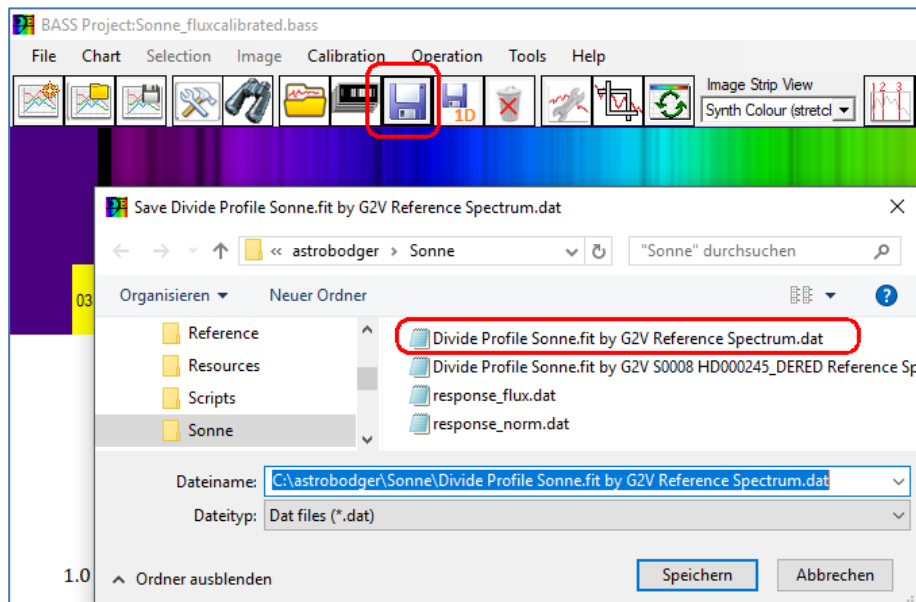 BASS Project:Sonne_fluxcalibrated.bass
File Chart Selection Image Calibration Operation Tools Help
Image Strip View
1D
Synth Colour (stretcl
2 3
Save Divide Profile Sonne.fit by G2V Reference Spectrum.dat
« astrobodger › Sonne
"Sonne" durchsuchen
03
Organisieren Neuer Ordner
Reference
Resources
Scripts
Sonne
Divide Profile Sonne.fit by G2V Reference Spectrum.dat
Divide Profile Sonne.fit by G2V S0008 HD000245_DERED Reference Sp
response_flux.dat
response_norm.dat
Dateiname: C:\astrobodger\Sonne\Divide Profile Sonne.fit by G2V Reference Spectrum.dat
Dateityp: Dat files (*.dat)
1.0
Ordner ausblenden
Speichern Abbrechen